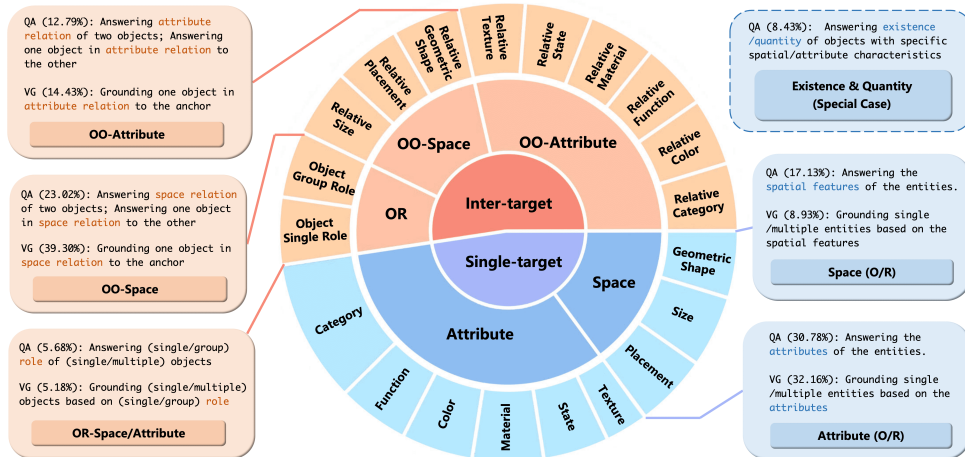 QA (12.79%): Answering attribute
relation of two objects; Answering
one object in attribute relation to
the other
VG (14.43%): Grounding one object in
attribute relation to the anchor
OO-Attribute
QA (23.02%): Answering space relation
of two objects; Answering one object
in space relation to the other
VG (39.30%): Grounding one object in
space relation to the anchor
OO-Space
QA (5.68%): Answering (single/group)
role of (single/multiple) objects
VG (5.18%): Grounding (single/multiple)
objects based on (single/group) role
OR-Space/Attribute
Object
Single Role
Object
Group Role
Relative
Size
Relative
Placement
Relative
Geometric
Shape
Relative
Texture
Relative
State
Relative
Material
Relative
Function
Relative
Color
Relative
Category
OR
OO-Space
OO-Attribute
Inter-target
Single-target
Attribute
Space
Category
Function
Color
Material
State
Texture
Placement
Size
Geometric
Shape
QA (8.43%): Answering existence
/quantity of objects with specific
spatial/attribute characteristics
Existence & Quantity
(Special Case)
QA (17.13%): Answering the
spatial features of the entities.
VG (8.93%): Grounding single
/multiple entities based on the
spatial features
Space (O/R)
QA (30.78%): Answering the
attributes of the entities.
VG (32.16%): Grounding single
/multiple entities based on the
attributes
Attribute (O/R)